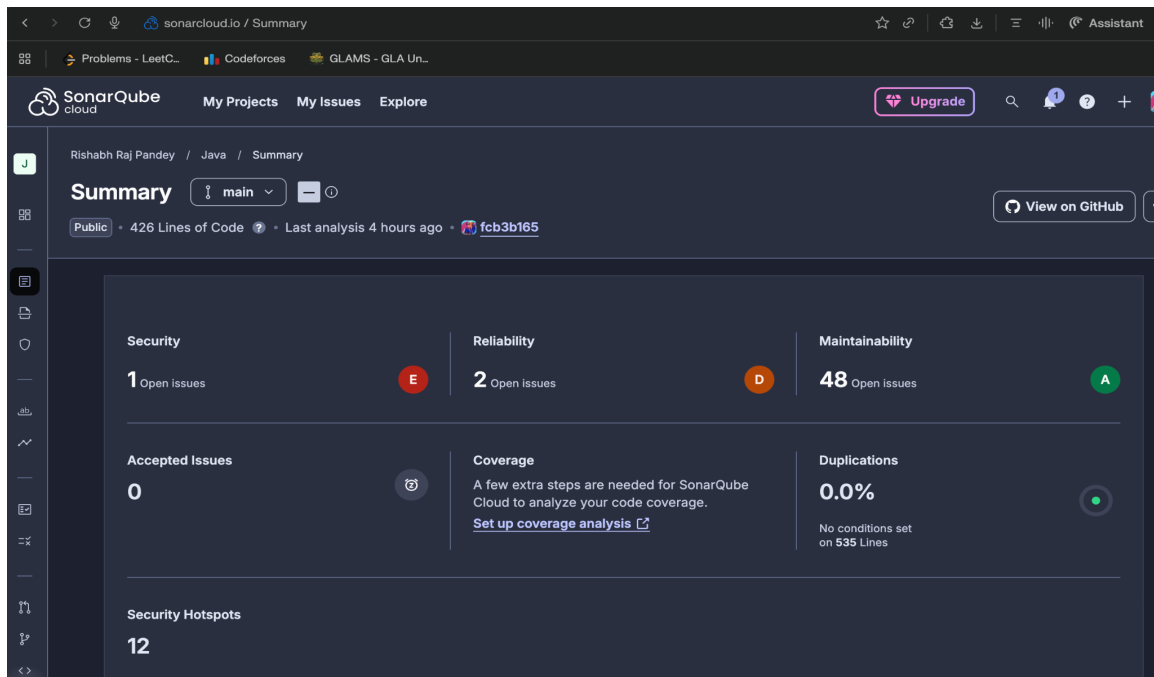 sonarcloud.io / Summary
Assistant
Problems - LeetC...
Codeforces
GLAMS - GLA Un...
SonarQube
cloud
My Projects
My Issues
Explore
Upgrade
1
J
Rishabh Raj Pandey / Java / Summary
Summary
main
View on GitHub
Public • 426 Lines of Code ? • Last analysis 4 hours ago • fcb3b165
Security
1 Open issues
E
Reliability
2 Open issues
D
Maintainability
48 Open issues
A
Accepted Issues
0
Coverage
A few extra steps are needed for SonarQube
Cloud to analyze your code coverage.
Set up coverage analysis
Duplications
0.0%
No conditions set
on 535 Lines
Security Hotspots
12